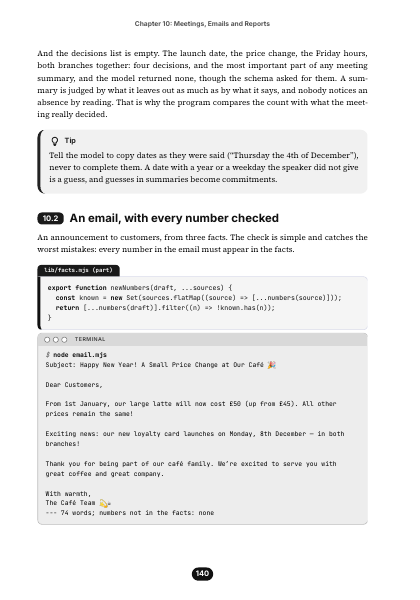 Chapter 10: Meetings, Emails and Reports
And the decisions list is empty. The launch date, the price change, the Friday hours,
both branches together: four decisions, and the most important part of any meeting
summary, and the model returned none, though the schema asked for them. A sum-
mary is judged by what it leaves out as much as by what it says, and nobody notices an
absence by reading. That is why the program compares the count with what the meet-
ing really decided.
Tip
Tell the model to copy dates as they were said (“Thursday the 4th of December”),
never to complete them. A date with a year or a weekday the speaker did not give
is a guess, and guesses in summaries become commitments.
10.2 An email, with every number checked
An announcement to customers, from three facts. The check is simple and catches the
worst mistakes: every number in the email must appear in the facts.
lib/facts.mjs (part)
export function newNumbers(draft, ...sources) {
  const known = new Set(sources.flatMap((source) => [...numbers(source)]));
  return [...numbers(draft)].filter((n) => !known.has(n));
}
TERMINAL
$ node email.mjs
Subject: Happy New Year! A Small Price Change at Our Café 🎉
Dear Customers,
From 1st January, our large latte will now cost £50 (up from £45). All other
prices remain the same!
Exciting news: our new loyalty card launches on Monday, 8th December — in both
branches!
Thank you for being part of our café family. We’re excited to serve you with
great coffee and great company.
With warmth,
The Café Team
--- 74 words; numbers not in the facts: none
140